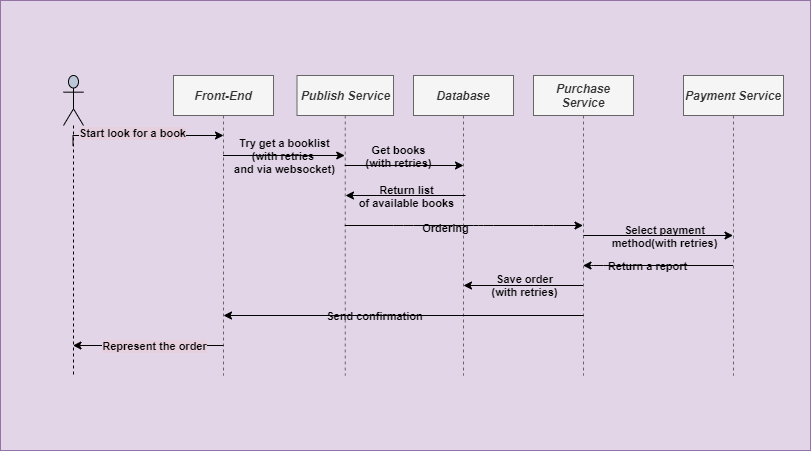 Front-End
Publish Service
Database
Purchase
Service
Payment Service
Start look for a book
Try get a booklist
(with retries
and via websocket)
Get books
(with retries)
Return list
of available books
Ordering
Select payment
method(with retries)
Return a report
Save order
(with retries)
Send confirmation
Represent the order